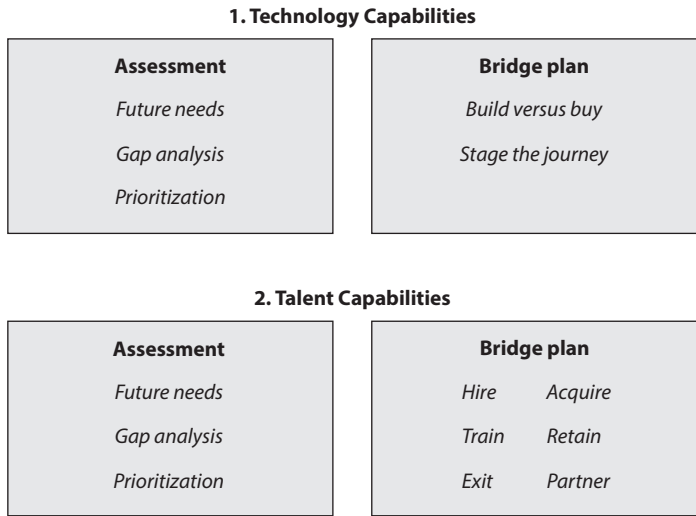 1. Technology Capabilities
Assessment
Future needs
Gap analysis
Prioritization
Bridge plan
Build versus buy
Stage the journey
2. Talent Capabilities
Assessment
Future needs
Gap analysis
Prioritization
Bridge plan
Hire Acquire
Train Retain
Exit Partner